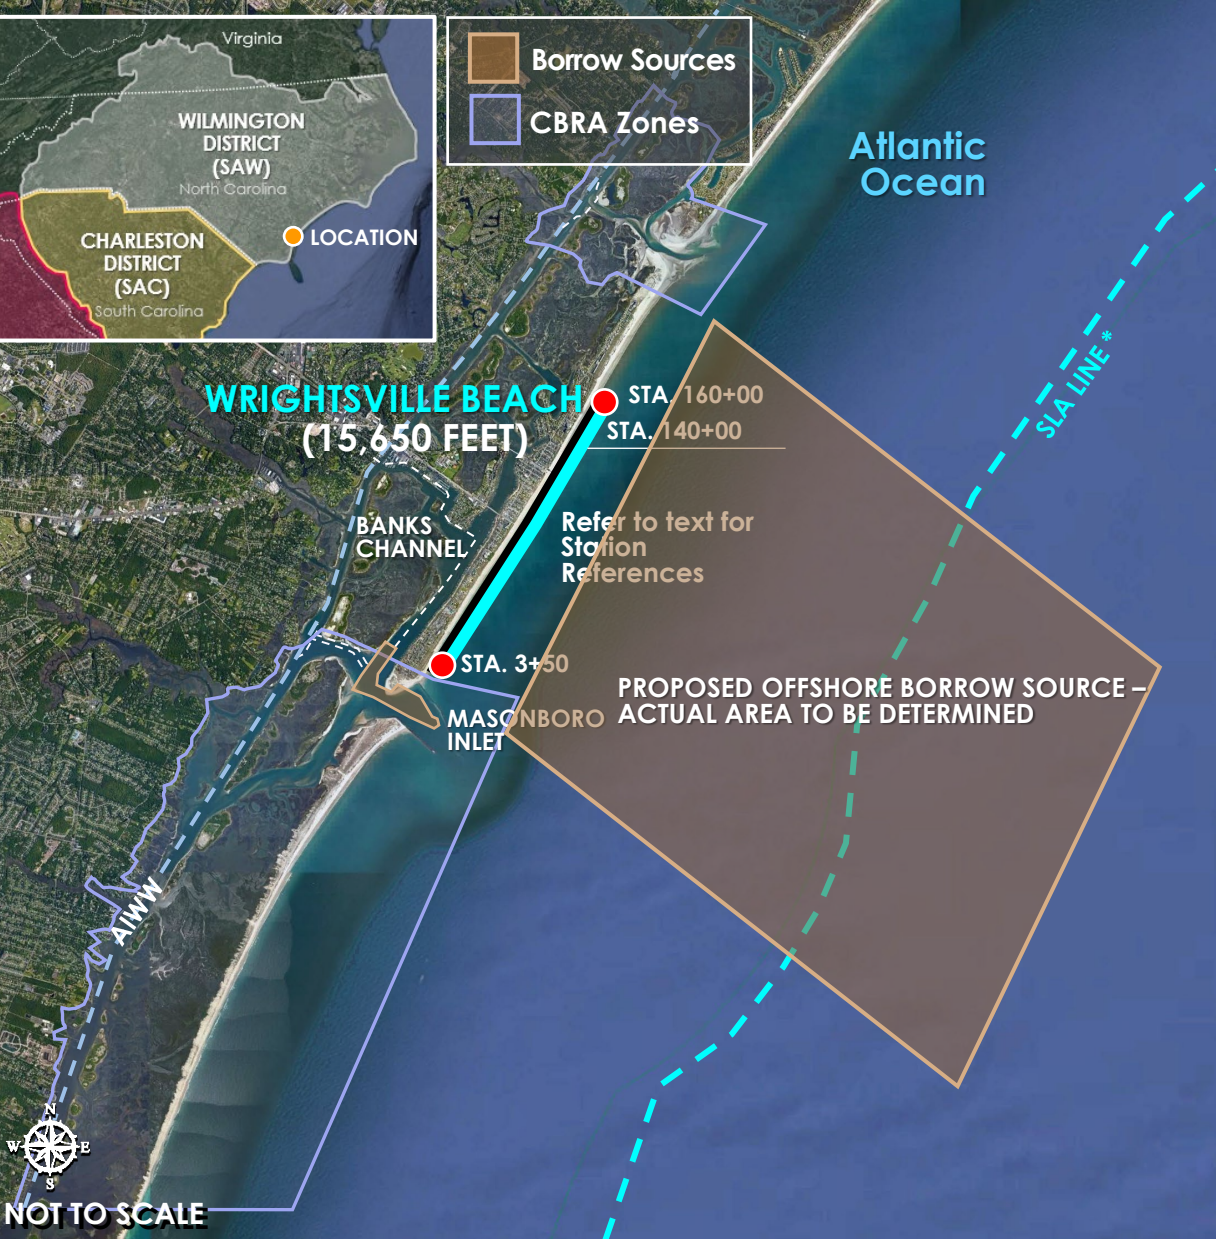 Virginia
WILMINGTON
DISTRICT
(SAW)
North Carolina
LOCATION
CHARLESTON
DISTRICT
(SAC)
South Carolina
Borrow Sources
CBRA Zones
Atlantic
Ocean
SLA LINE *
WRIGHTSVILLE BEACH
(15,650 FEET)
STA. 160+00
STA. 140+00
BANKS
CHANNEL
Refer to text for
Station
References
STA. 3+50
MASONBORO
INLET
PROPOSED OFFSHORE BORROW SOURCE –
ACTUAL AREA TO BE DETERMINED
AIWW
N
W
E
S
NOT TO SCALE